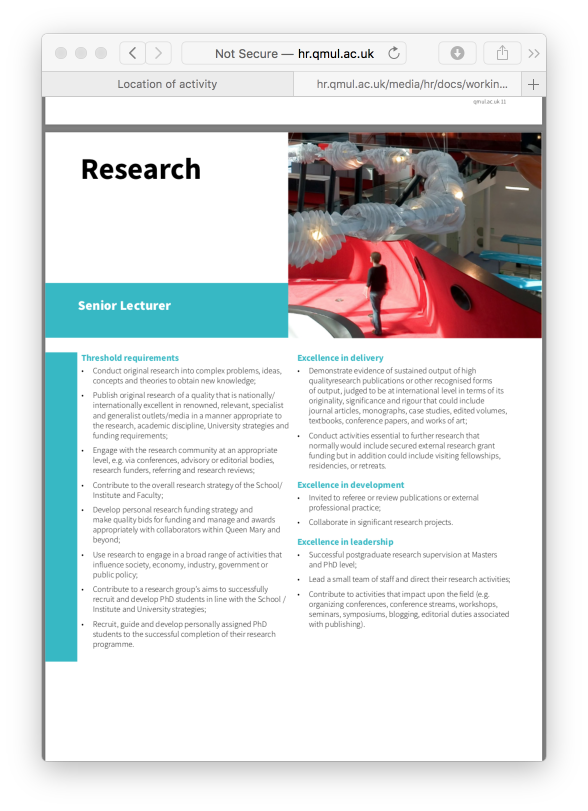 Not Secure — hr.qmul.ac.uk
Location of activity
hr.qmul.ac.uk/media/hr/docs/workin...
qmul.ac.uk 11
Research
Senior Lecturer
Threshold requirements
• Conduct original research into complex problems, ideas,
concepts and theories to obtain new knowledge;
• Publish original research of a quality that is nationally/
internationally excellent in renowned, relevant, specialist
and generalist outlets/media in a manner appropriate to
the research, academic discipline, University strategies and
funding requirements;
• Engage with the research community at an appropriate
level, e.g. via conferences, advisory or editorial bodies,
research funders, referring and research reviews;
• Contribute to the overall research strategy of the School/
Institute and Faculty;
• Develop personal research funding strategy and
make quality bids for funding and manage and awards
appropriately with collaborators within Queen Mary and
beyond;
• Use research to engage in a broad range of activities that
influence society, economy, industry, government or
public policy;
• Contribute to a research group's aims to successfully
recruit and develop PhD students in line with the School /
Institute and University strategies;
• Recruit, guide and develop personally assigned PhD
students to the successful completion of their research
programme.
Excellence in delivery
• Demonstrate evidence of sustained output of high
qualityresearch publications or other recognised forms
of output, judged to be at international level in terms of its
originality, significance and rigour that could include
journal articles, monographs, case studies, edited volumes,
textbooks, conference papers, and works of art;
• Conduct activities essential to further research that
normally would include secured external research grant
funding but in addition could include visiting fellowships,
residencies, or retreats.
Excellence in development
• Invited to referee or review publications or external
professional practice;
• Collaborate in significant research projects.
Excellence in leadership
• Successful postgraduate research supervision at Masters
and PhD level;
• Lead a small team of staff and direct their research activities;
• Contribute to activities that impact upon the field (e.g.
organizing conferences, conference streams, workshops,
seminars, symposiums, blogging, editorial duties associated
with publishing).